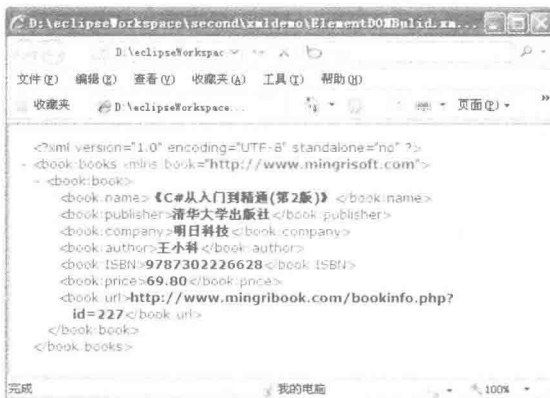 D:\eclipseWorkspace\second\xmldemo\ElementDOMBulid.xm...
D:\eclipseWorkspac
文件(F) 编辑(E) 查看(V) 收藏夹(A) 工具(T) 帮助(H)
收藏夹 D:\eclipseWorkspace... 页面(P) »
<?xml version="1.0" encoding="UTF-8" standalone="no" ?>
- <book:books xmlns:book="http://www.mingrisoft.com">
- <book:book>
<book:name>《C#从入门到精通(第2版)》</book:name>
<book:publisher>清华大学出版社</book:publisher>
<book:company>明日科技</book:company>
<book:author>王小科</book:author>
<book:ISBN>9787302226628</book:ISBN>
<book:price>69.80</book:price>
<book:url>http://www.mingribook.com/bookinfo.php?
id=227</book:url>
</book:book>
</book:books>
完成 我的电脑 100%